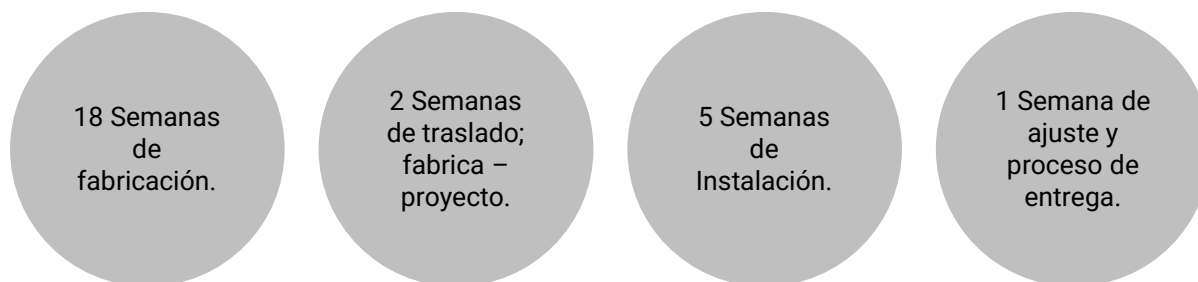 18 Semanas
de
fabricación.
2 Semanas
de traslado;
fabrica –
proyecto.
5 Semanas
de
Instalación.
1 Semana de
ajuste y
proceso de
entrega.